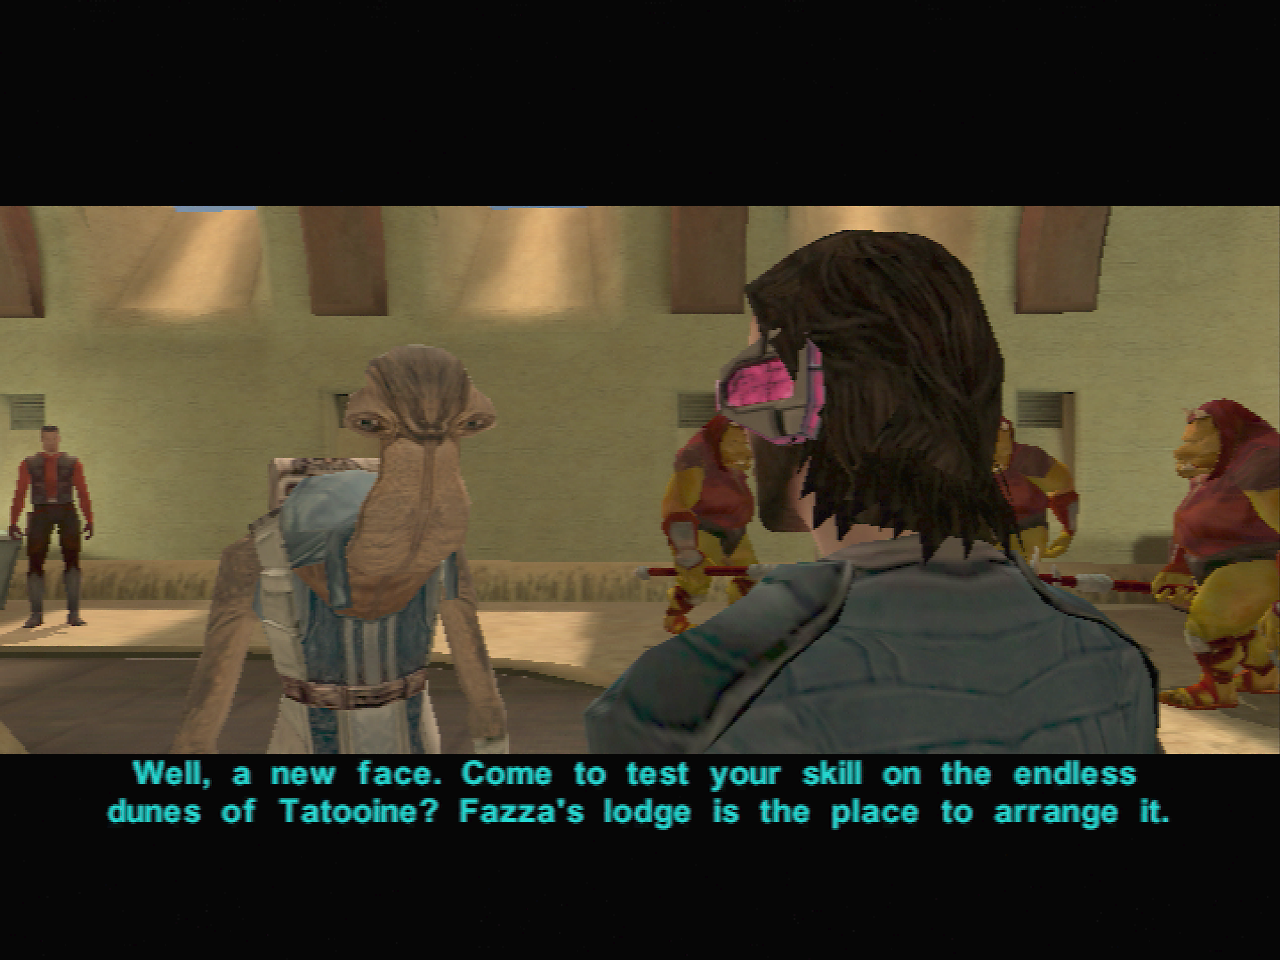 Well, a new face. Come to test your skill on the endless
dunes of Tatooine? Fazza's lodge is the place to arrange it.